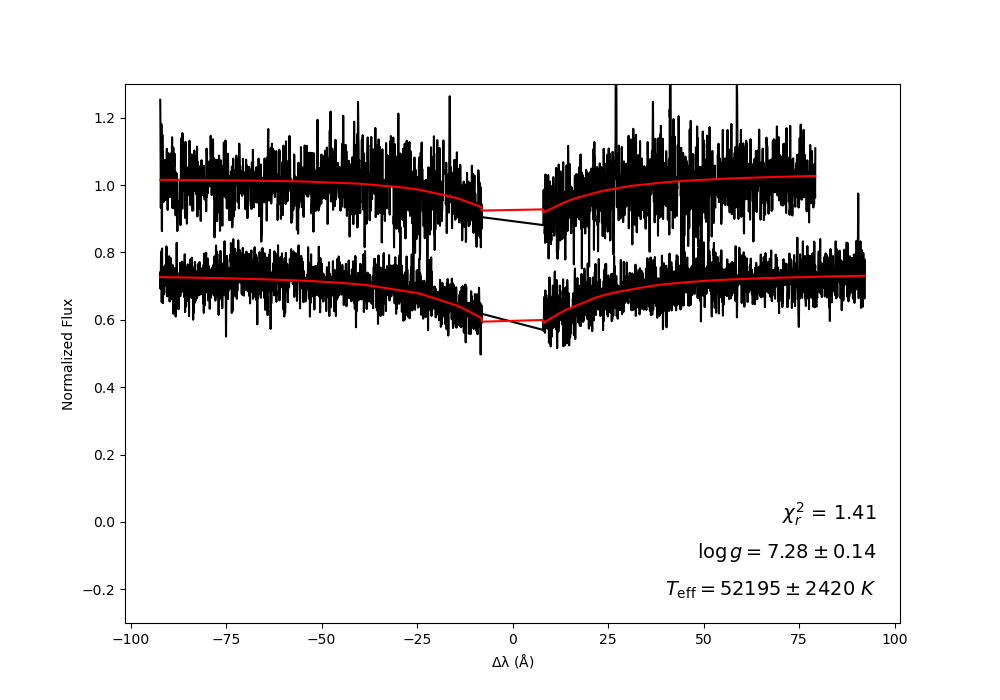 1.2
1.0
0.8
0.6
0.4
0.2
0.0
−0.2
Normalized Flux
χ²ᵣ = 1.41
log g = 7.28 ± 0.14
T_eff = 52195 ± 2420 K
−100 −75 −50 −25 0 25 50 75 100
Δλ (Å)